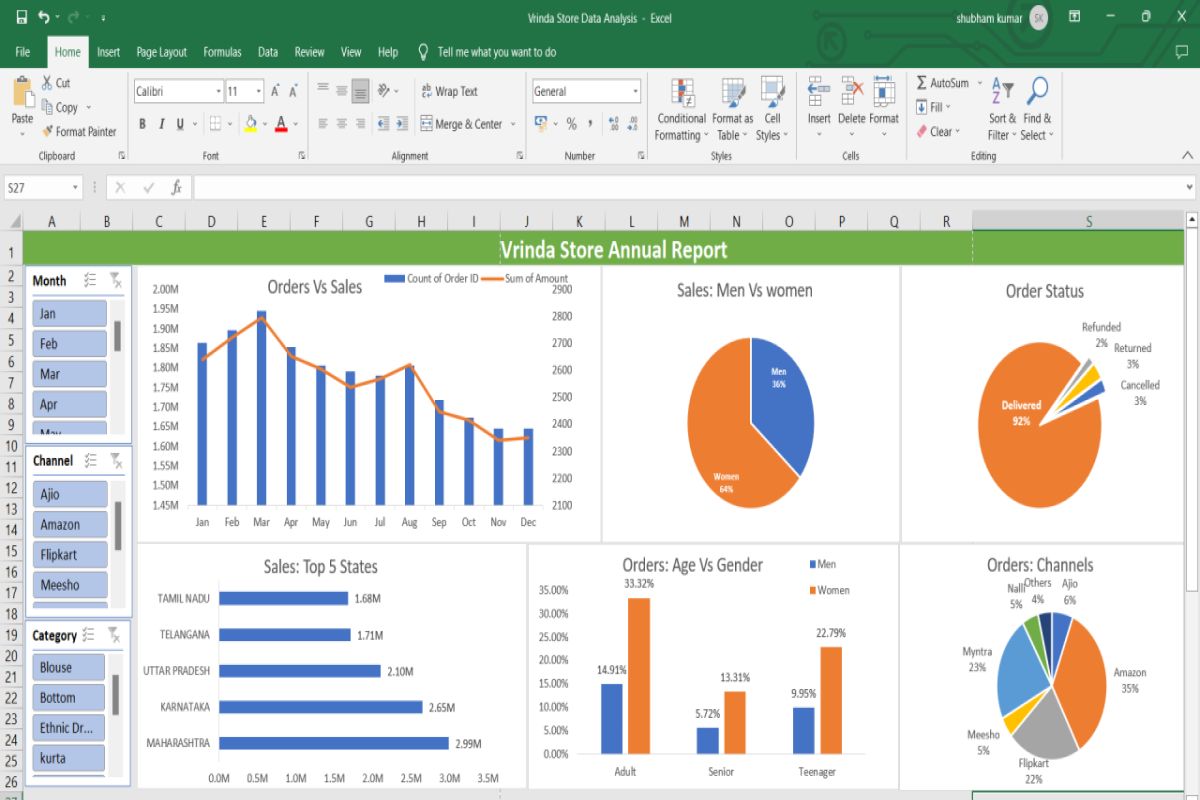 Vrinda Store Data Analysis - Excel
shubham kumar SK
File Home Insert Page Layout Formulas Data Review View Help Tell me what you want to do
Paste
Cut
Copy
Format Painter
Clipboard
Calibri 11
B I U
Font
Wrap Text
Merge & Center
Alignment
General
Number
Conditional Formatting
Format as Table
Cell Styles
Styles
Insert Delete Format
Cells
AutoSum
Fill
Clear
Sort & Filter
Find & Select
Editing
S27
fx
A B C D E F G H I J K L M N O P Q R S
1
2
3
4
5
6
7
8
9
10
11
12
13
14
15
16
17
18
19
20
21
22
23
24
25
26
Vrinda Store Annual Report
Month
Jan
Feb
Mar
Apr
May
Channel
Ajio
Amazon
Flipkart
Meesho
Category
Blouse
Bottom
Ethnic Dr...
kurta
Orders Vs Sales
Count of Order ID Sum of Amount
2.00M
1.95M
1.90M
1.85M
1.80M
1.75M
1.70M
1.65M
1.60M
1.55M
1.50M
1.45M
2900
2800
2700
2600
2500
2400
2300
2200
2100
Jan Feb Mar Apr May Jun Jul Aug Sep Oct Nov Dec
Sales: Men Vs women
Men
36%
Women
64%
Order Status
Refunded
2%
Returned
3%
Cancelled
3%
Delivered
92%
Sales: Top 5 States
TAMIL NADU 1.68M
TELANGANA 1.71M
UTTAR PRADESH 2.10M
KARNATAKA 2.65M
MAHARASHTRA 2.99M
0.0M 0.5M 1.0M 1.5M 2.0M 2.5M 3.0M 3.5M
Orders: Age Vs Gender
Men
Women
35.00%
30.00%
25.00%
20.00%
15.00%
10.00%
5.00%
0.00%
14.91% 33.32%
5.72% 13.31%
9.95% 22.79%
Adult Senior Teenager
Orders: Channels
Nalli
5%
Others
4%
Ajio
6%
Myntra
23%
Amazon
35%
Meesho
5%
Flipkart
22%